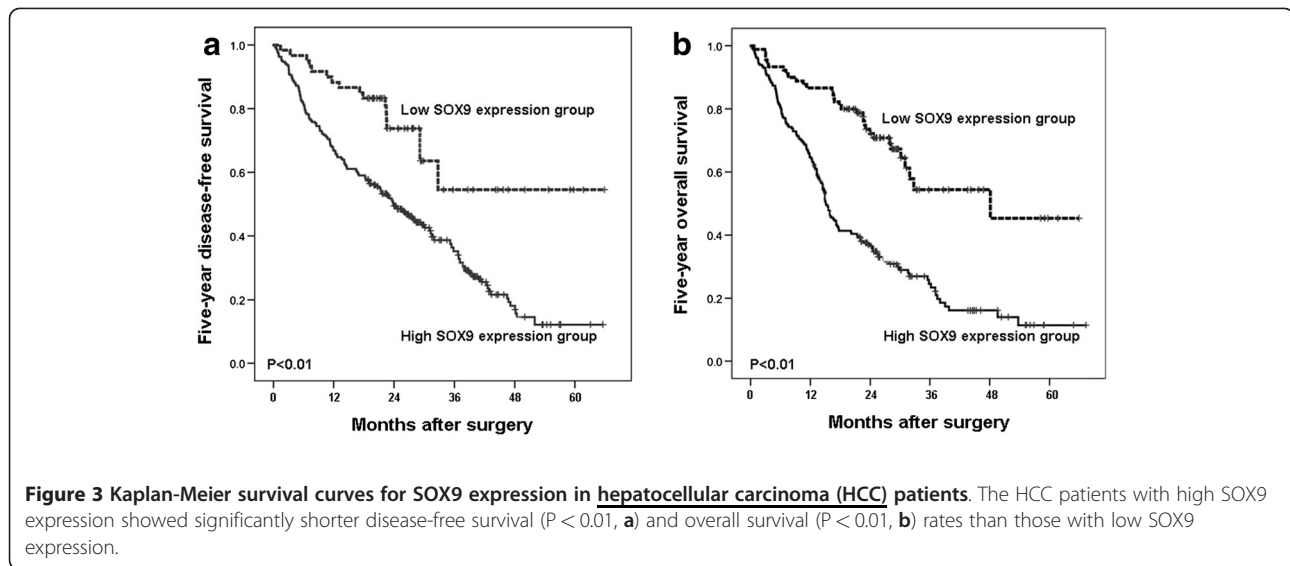 a
Five-year disease-free survival
1.0
0.8
0.6
0.4
0.2
0.0
Low SOX9 expression group
High SOX9 expression group
P<0.01
0 12 24 36 48 60
Months after surgery
b
Five-year overall survival
1.0
0.8
0.6
0.4
0.2
0.0
Low SOX9 expression group
High SOX9 expression group
P<0.01
0 12 24 36 48 60
Months after surgery
Figure 3 Kaplan-Meier survival curves for SOX9 expression in hepatocellular carcinoma (HCC) patients. The HCC patients with high SOX9
expression showed significantly shorter disease-free survival (P < 0.01, a) and overall survival (P < 0.01, b) rates than those with low SOX9
expression.